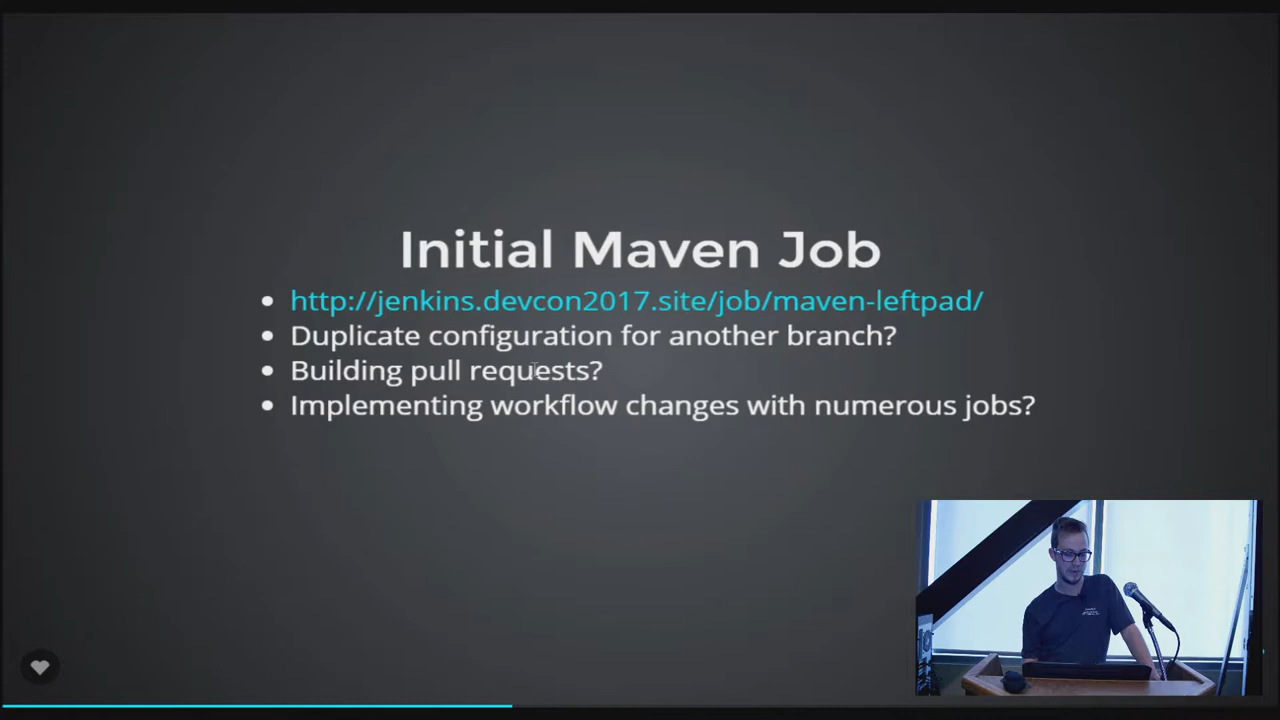 Initial Maven Job
http://jenkins.devcon2017.site/job/maven-leftpad/
Duplicate configuration for another branch?
Building pull requests?
Implementing workflow changes with numerous jobs?